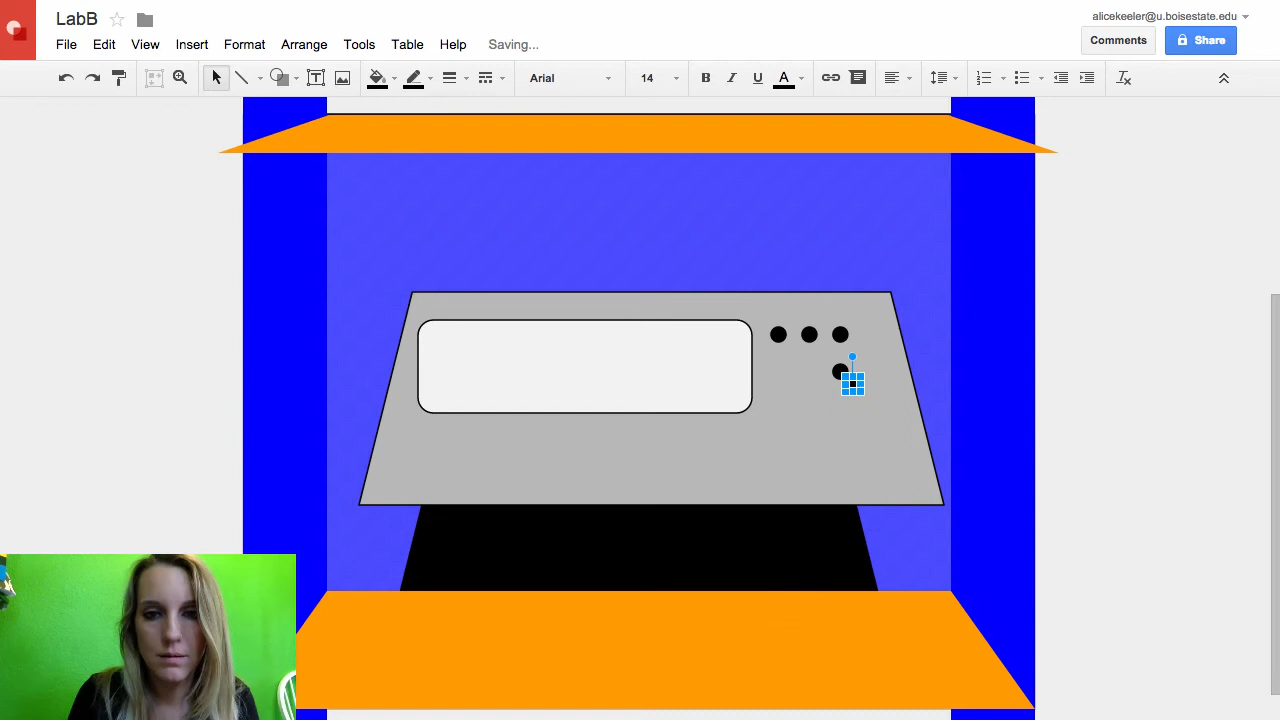 LabB
alicekeeler@u.boisestate.edu
File Edit View Insert Format Arrange Tools Table Help Saving...
Comments Share
Arial 14 B I U A